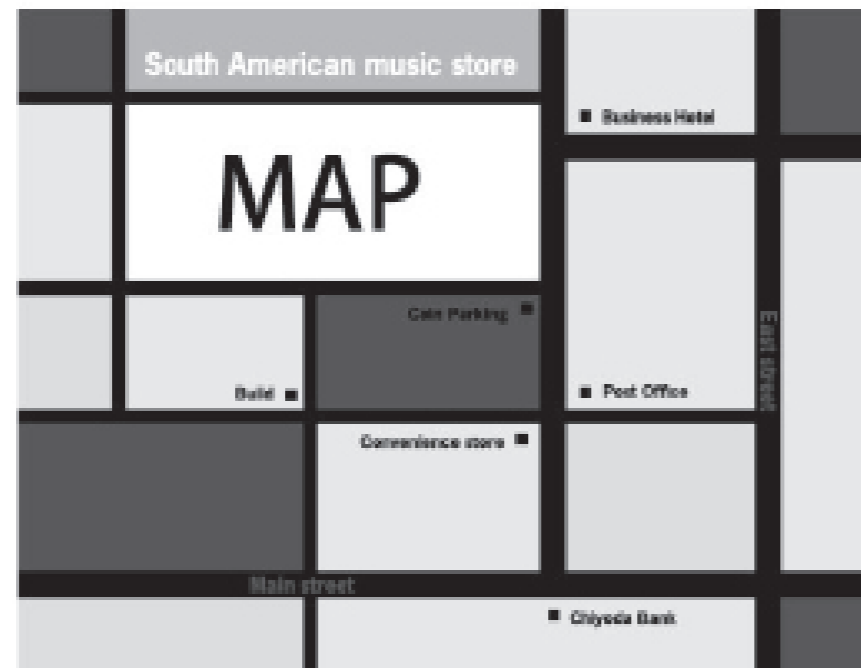 South American music store
Business Hotel
MAP
Coin Parking
East street
Build
Post Office
Convenience store
Main street
Chiyoda Bank